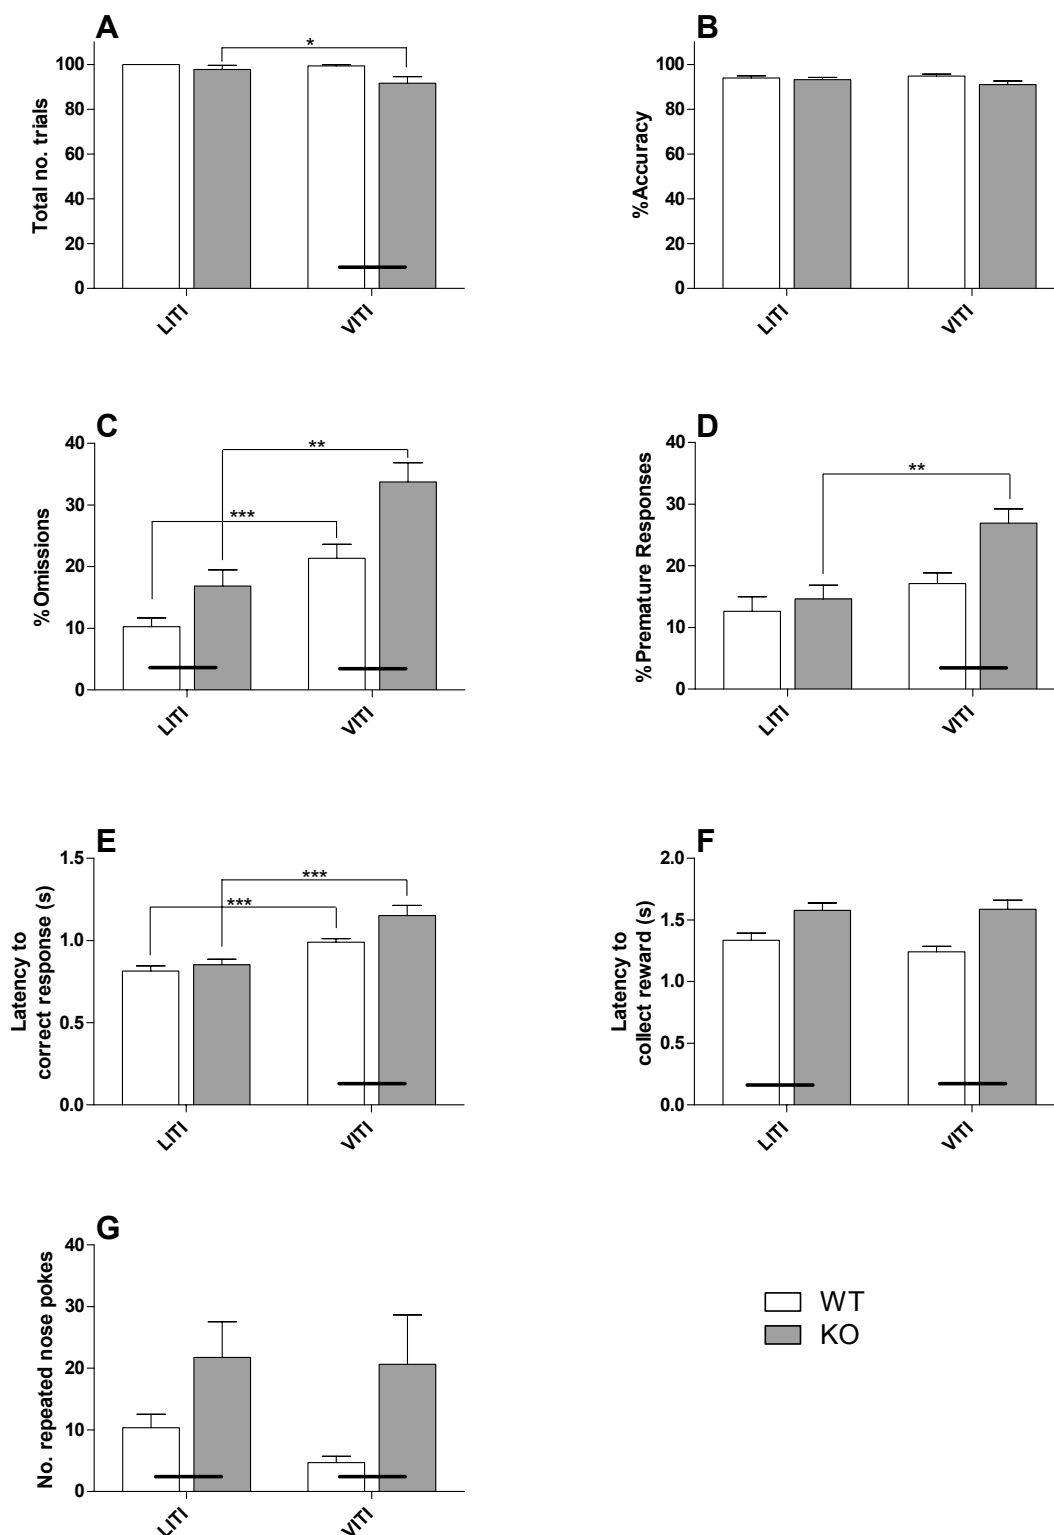 A
*
Total no. trials
100
80
60
40
20
0
LITI
VITI
B
%Accuracy
100
80
60
40
20
0
LITI
VITI
C
**
***
%Omissions
40
30
20
10
0
LITI
VITI
D
**
%Premature Responses
40
30
20
10
0
LITI
VITI
E
***
***
Latency to
correct response (s)
1.5
1.0
0.5
0.0
LITI
VITI
F
Latency to
collect reward (s)
2.0
1.5
1.0
0.5
0.0
LITI
VITI
G
No. repeated nose pokes
40
30
20
10
0
LITI
VITI
WT
KO